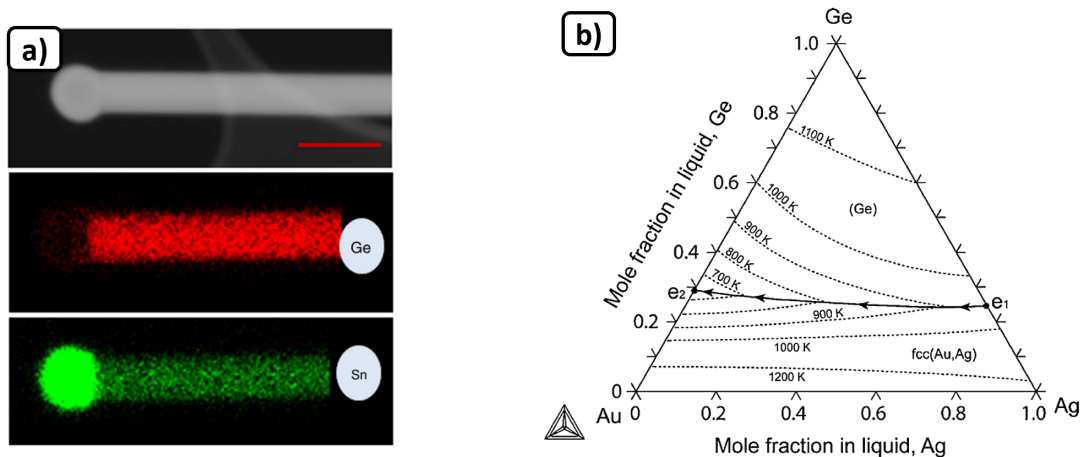 a)
Ge
Sn
b)
Ge
1.0
0.8
0.6
0.4
0.2
0
Mole fraction in liquid, Ge
1100 K
1000 K
(Ge)
900 K
800 K
700 K
e2
e1
900 K
1000 K
fcc(Au,Ag)
1200 K
Au
0
0.2
0.4
0.6
0.8
1.0
Ag
Mole fraction in liquid, Ag